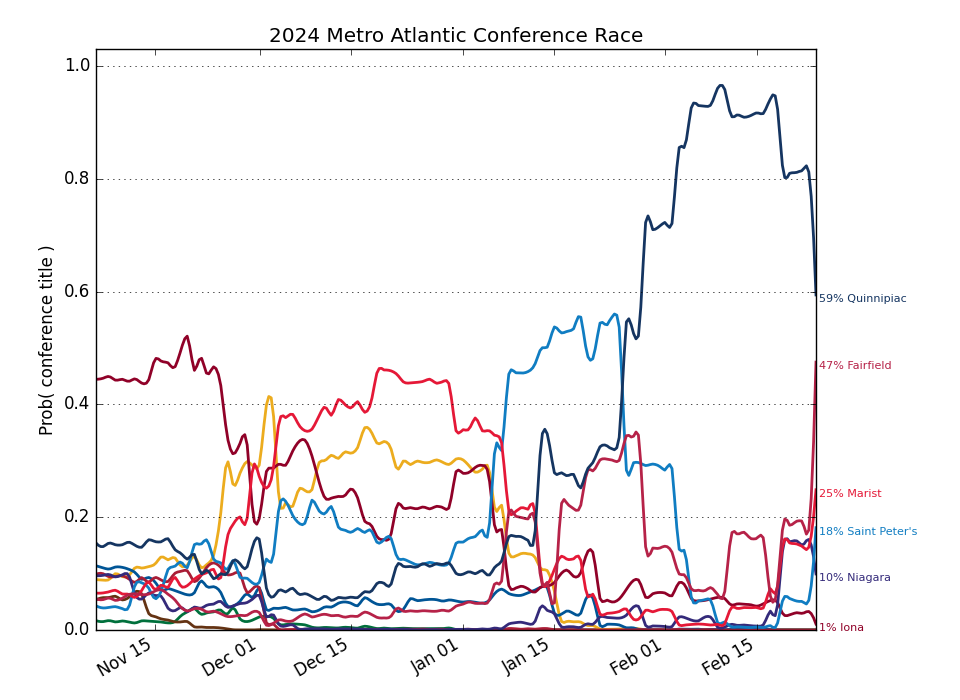 2024 Metro Atlantic Conference Race
1.0
0.8
0.6
0.4
0.2
0.0
Prob( conference title )
59% Quinnipiac
47% Fairfield
25% Marist
18% Saint Peter's
10% Niagara
1% Iona
Nov 15
Dec 01
Dec 15
Jan 01
Jan 15
Feb 01
Feb 15